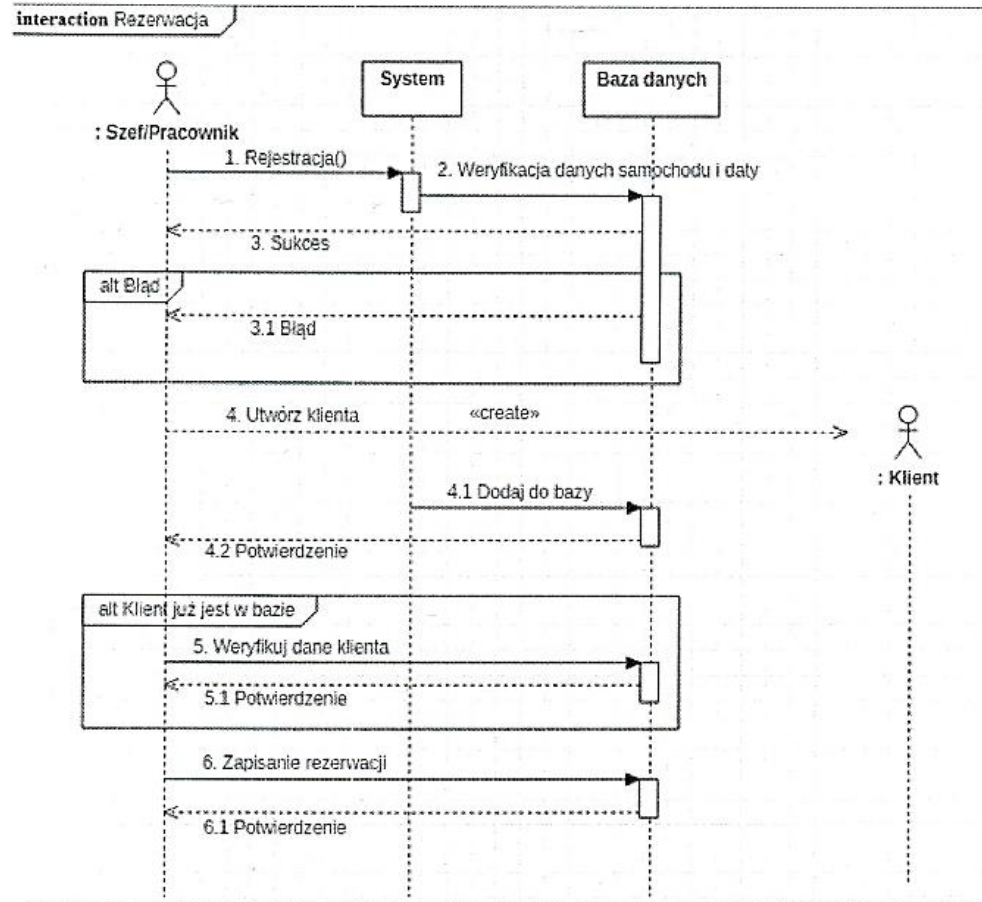 interaction Rezerwacja
System
Baza danych
: Szef/Pracownik
1. Rejestracja()
2. Weryfikacja danych samochodu i daty
3. Sukces
alt Błąd
3.1 Błąd
4. Utwórz klienta
«create»
: Klient
4.1 Dodaj do bazy
4.2 Potwierdzenie
alt Klient już jest w bazie
5. Weryfikuj dane klienta
5.1 Potwierdzenie
6. Zapisanie rezerwacji
6.1 Potwierdzenie